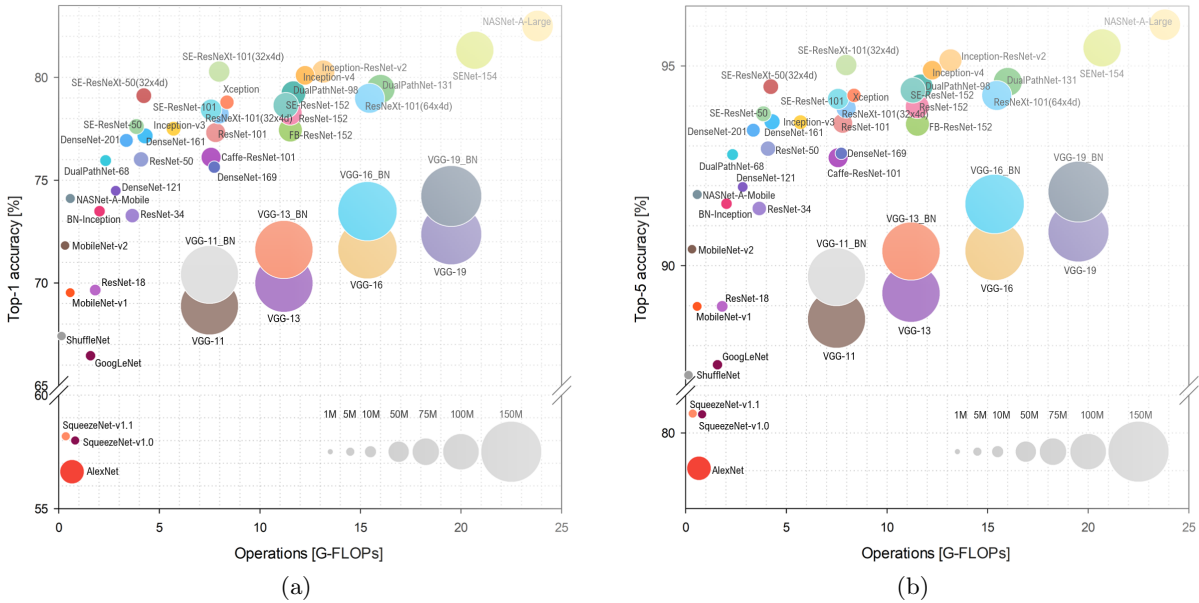 NASNet-A-Large
SENet-154
SE-ResNeXt-101(32x4d)
Inception-ResNet-v2
Inception-v4
DualPathNet-131
DualPathNet-98
SE-ResNeXt-50(32x4d)
Xception
SE-ResNet-101
SE-ResNet-152
ResNeXt-101(64x4d)
ResNeXt-101(32x4d)
ResNet-152
SE-ResNet-50
Inception-v3
ResNet-101
FB-ResNet-152
DenseNet-201
DenseNet-161
ResNet-50
Caffe-ResNet-101
DualPathNet-68
DenseNet-169
DenseNet-121
NASNet-A-Mobile
VGG-19_BN
VGG-16_BN
BN-Inception
ResNet-34
VGG-13_BN
MobileNet-v2
VGG-11_BN
VGG-19
ResNet-18
VGG-16
MobileNet-v1
VGG-13
ShuffleNet
VGG-11
GoogLeNet
1M 5M 10M 50M 75M 100M 150M
SqueezeNet-v1.1
SqueezeNet-v1.0
AlexNet
80
75
70
65
60
55
Top-1 accuracy [%]
0 5 10 15 20 25
Operations [G-FLOPs]
(a)
NASNet-A-Large
SENet-154
SE-ResNeXt-101(32x4d)
Inception-ResNet-v2
Inception-v4
DualPathNet-131
SE-ResNeXt-50(32x4d)
DualPathNet-98
Xception
SE-ResNet-101
SE-ResNet-152
ResNeXt-101(64x4d)
ResNet-152
ResNeXt-101(32x4d)
SE-ResNet-50
Inception-v3
ResNet-101
FB-ResNet-152
DenseNet-201
DenseNet-161
ResNet-50
DenseNet-169
DualPathNet-68
Caffe-ResNet-101
DenseNet-121
NASNet-A-Mobile
VGG-19_BN
VGG-16_BN
BN-Inception
ResNet-34
VGG-13_BN
MobileNet-v2
VGG-11_BN
VGG-19
VGG-16
ResNet-18
MobileNet-v1
VGG-13
GoogLeNet
VGG-11
ShuffleNet
1M 5M 10M 50M 75M 100M 150M
SqueezeNet-v1.1
SqueezeNet-v1.0
AlexNet
95
90
80
Top-5 accuracy [%]
0 5 10 15 20 25
Operations [G-FLOPs]
(b)